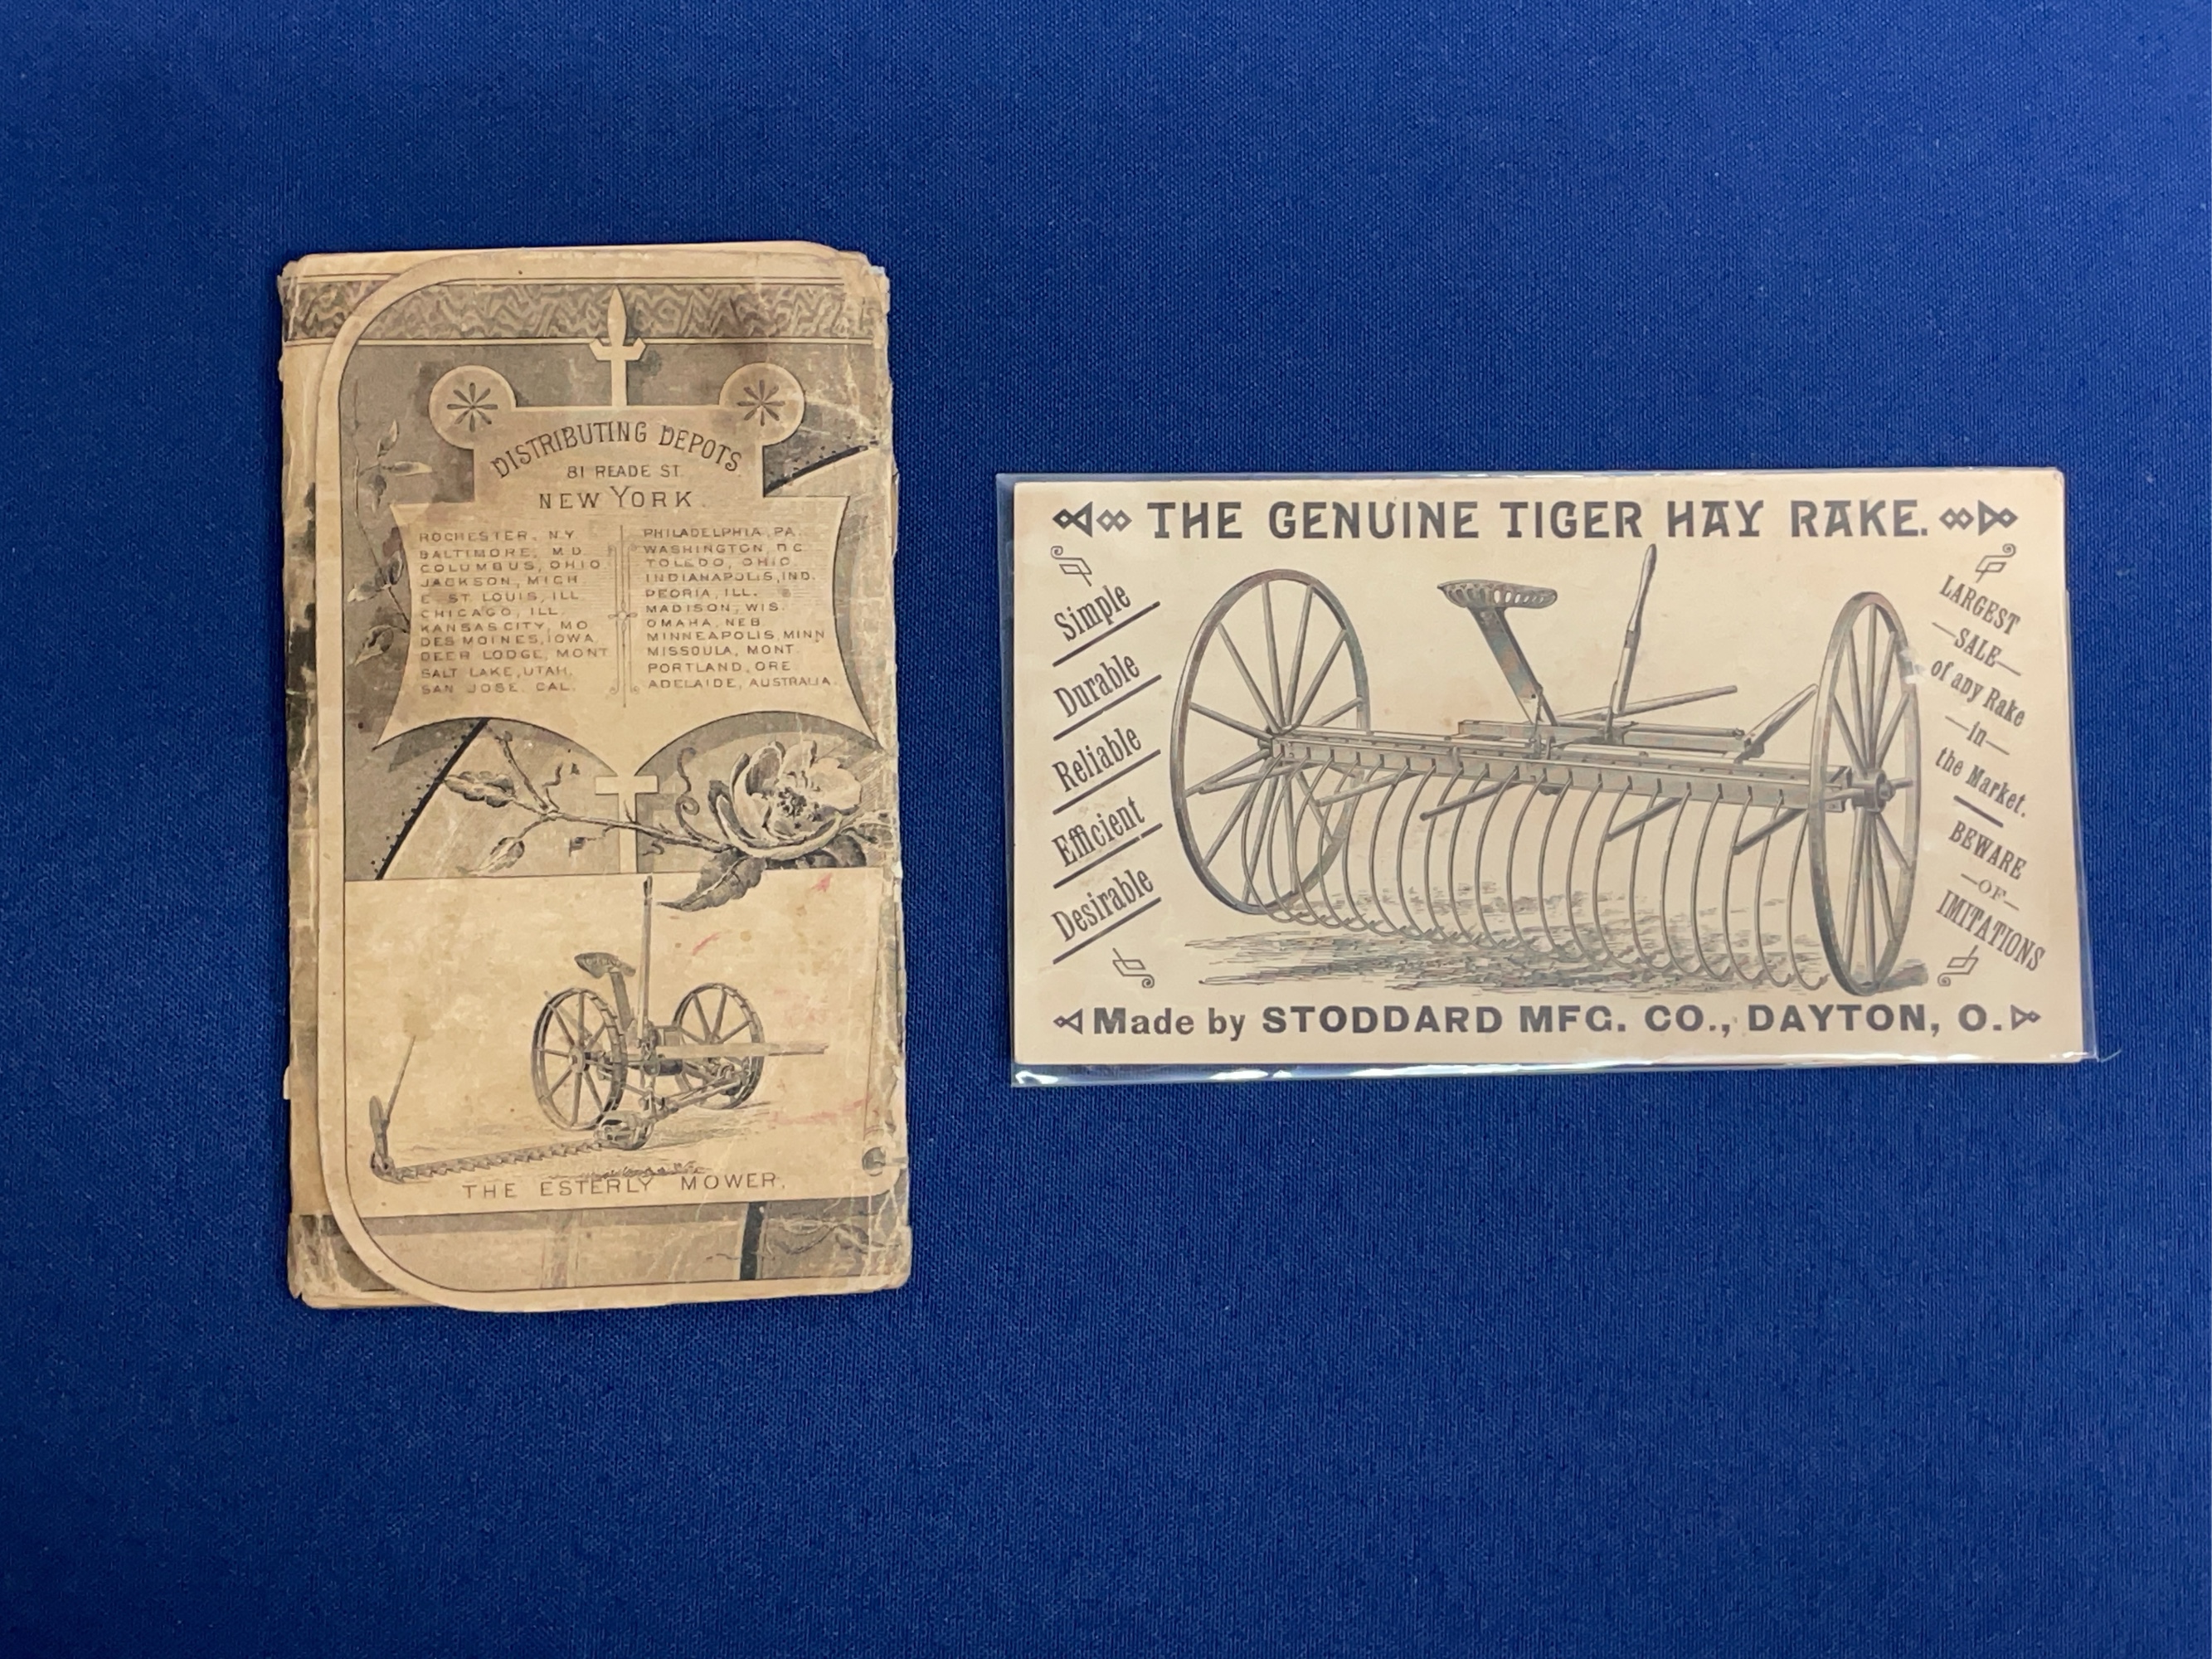 DISTRIBUTING DEPOTS
81 READE ST.
NEW YORK.
ROCHESTER, N.Y.
BALTIMORE, M.D.
COLUMBUS, OHIO
JACKSON, MICH
E. ST. LOUIS, ILL.
CHICAGO, ILL.
KANSAS CITY, MO
DES MOINES, IOWA,
DEER LODGE, MONT
SALT LAKE, UTAH,
SAN JOSE, CAL.
PHILADELPHIA, PA.
WASHINGTON, D.C.
TOLEDO, OHIO.
INDIANAPOLIS, IND.
PEORIA, ILL.
MADISON, WIS.
OMAHA, NEB.
MINNEAPOLIS, MINN
MISSOULA, MONT.
PORTLAND, ORE
ADELAIDE, AUSTRALIA.
THE ESTERLY MOWER.
THE GENUINE TIGER HAY RAKE.
Simple
Durable
Reliable
Efficient
Desirable
LARGEST
—SALE—
of any Rake
—in—
the Market.
BEWARE
—OF—
IMITATIONS
Made by STODDARD MFG. CO., DAYTON, O.